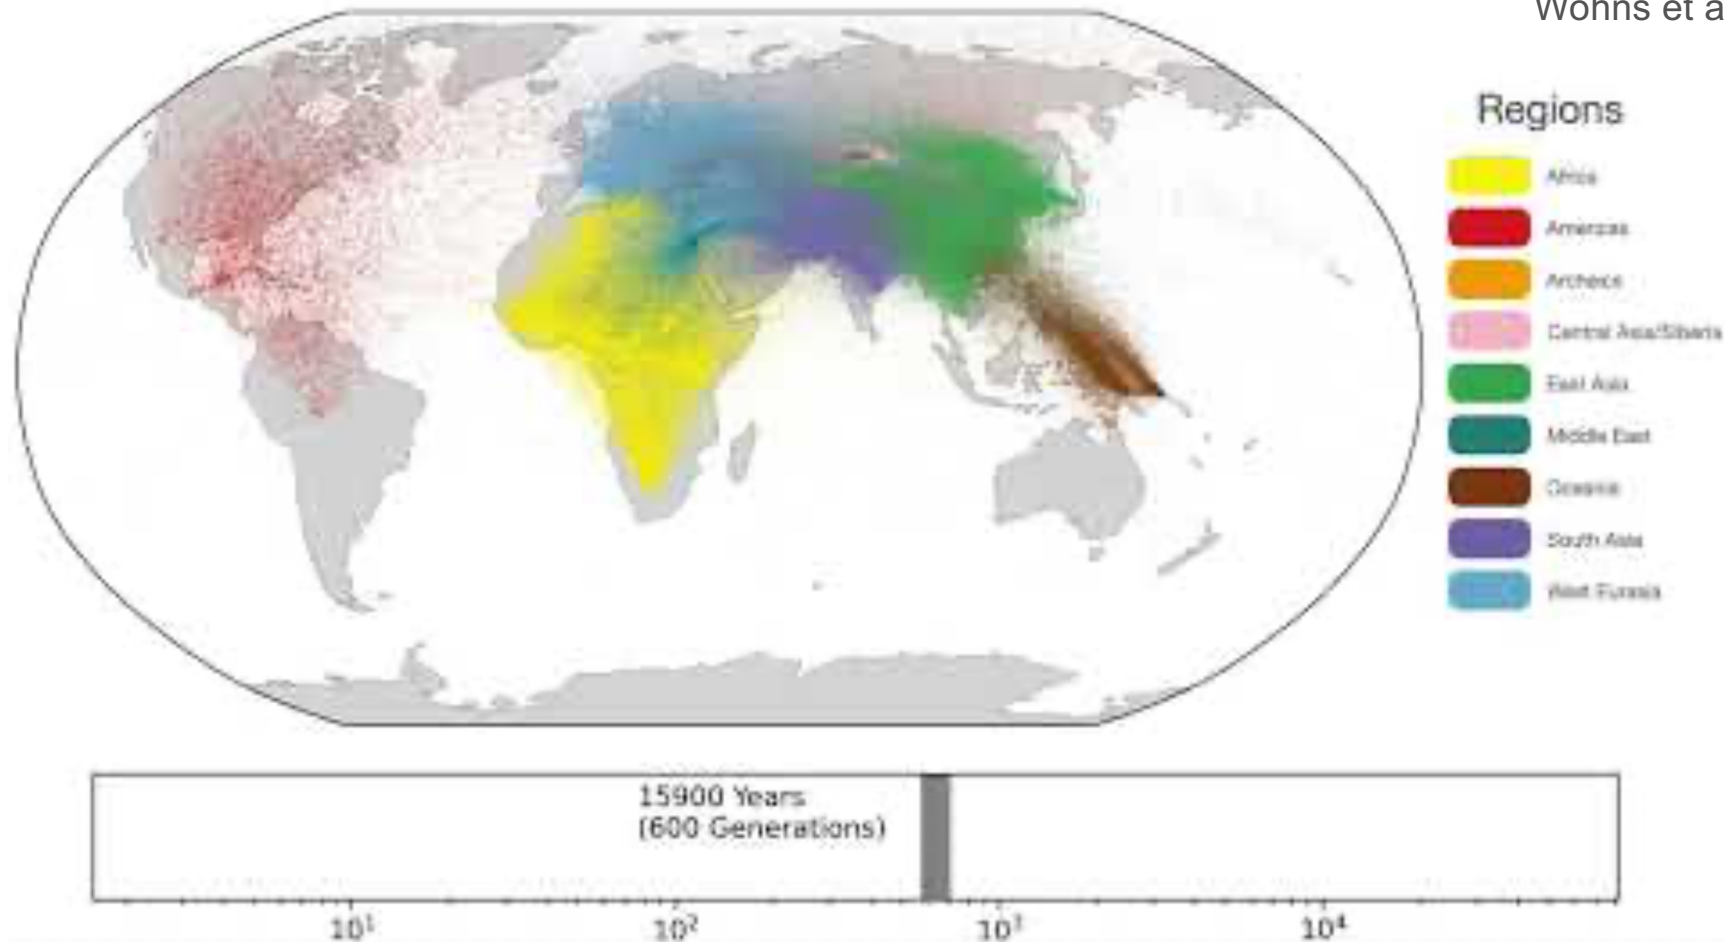 Wohns et a
Regions
Africa
Americas
Archaics
Central Asia/Siberia
East Asia
Middle East
Oceania
South Asia
West Eurasia
15900 Years
(600 Generations)
10¹ 10² 10³ 10⁴